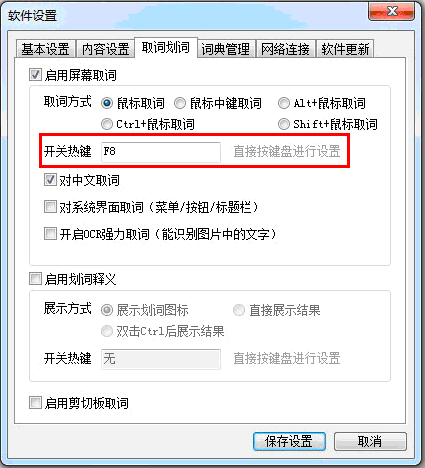 软件设置
基本设置 内容设置 取词划词 词典管理 网络连接 软件更新
启用屏幕取词
取词方式 鼠标取词 鼠标中键取词 Alt+鼠标取词
Ctrl+鼠标取词 Shift+鼠标取词
开关热键 F8 直接按键盘进行设置
对中文取词
对系统界面取词（菜单/按钮/标题栏）
开启OCR强力取词（能识别图片中的文字）
启用划词释义
展示方式 展示划词图标 直接展示结果
双击Ctrl后展示结果
开关热键 无 直接按键盘进行设置
启用剪切板取词
保存设置 取消